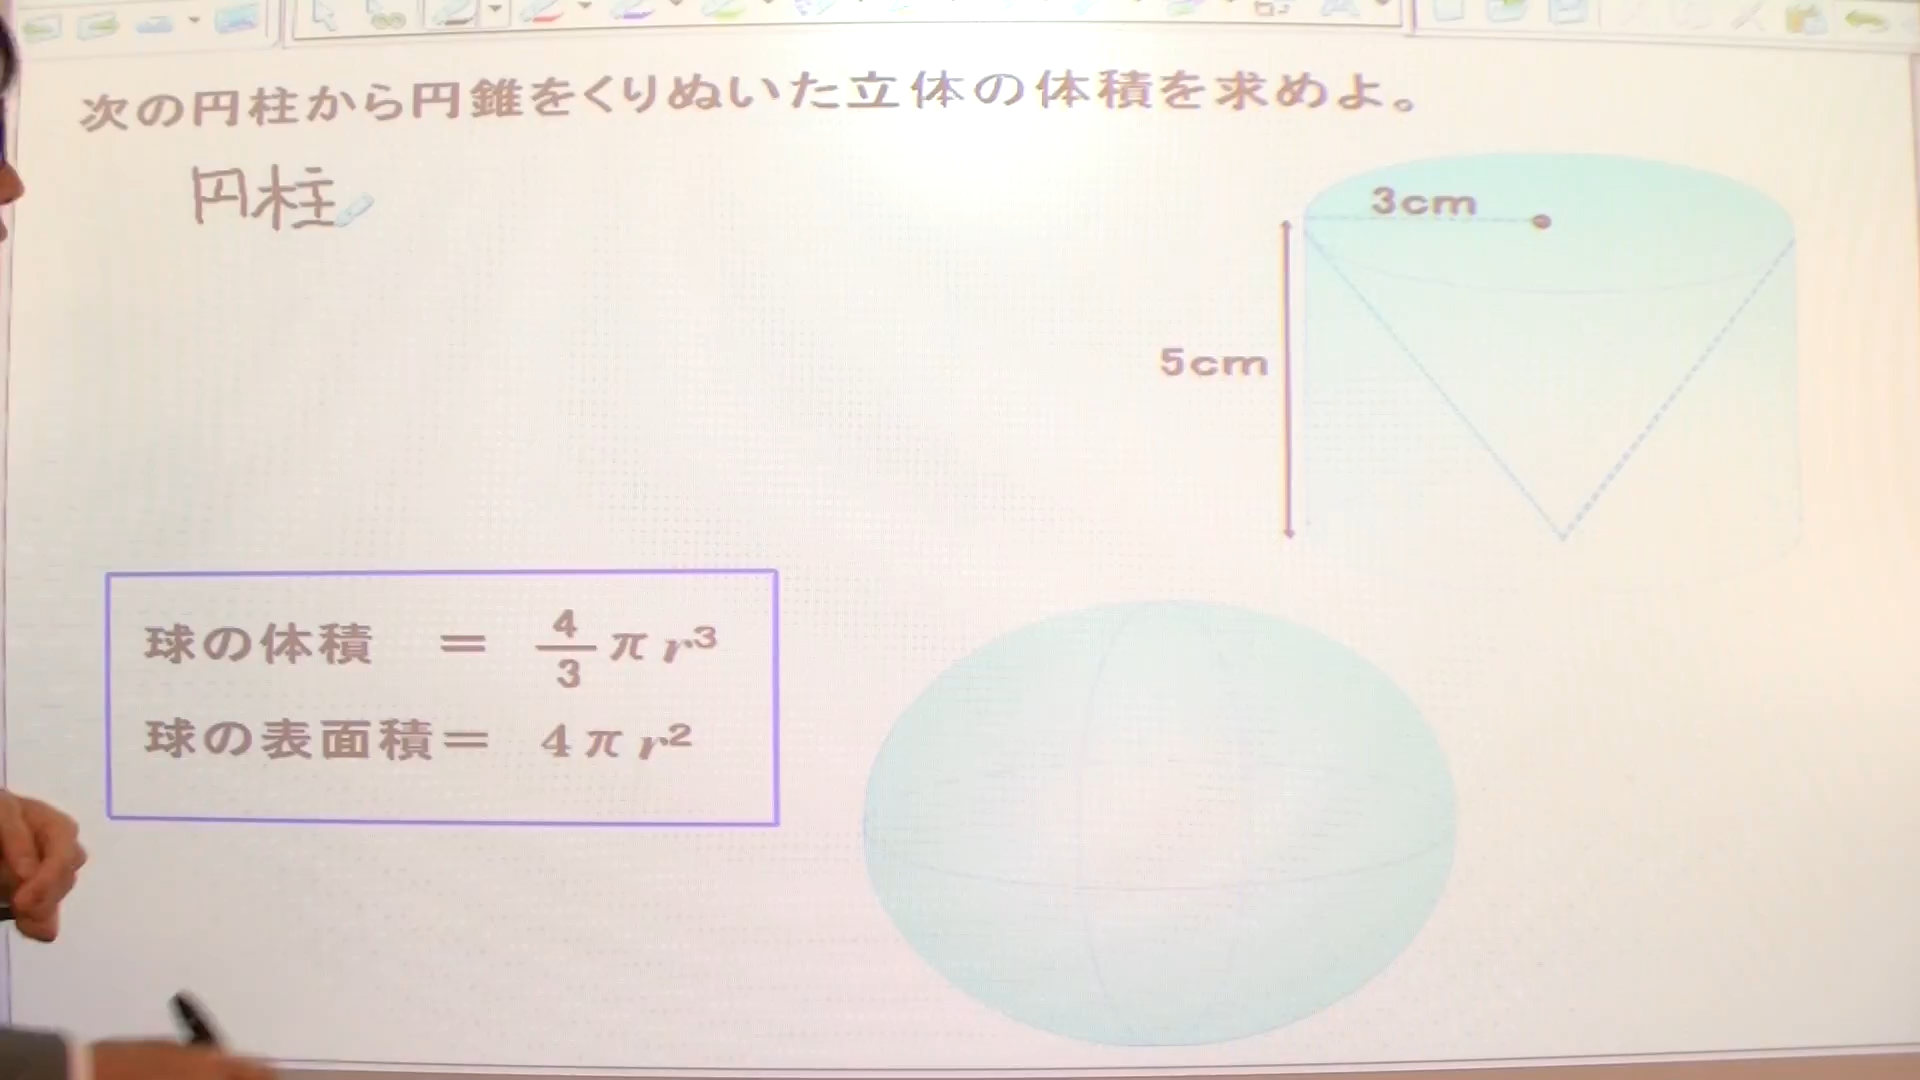 次の円柱から円錐をくりぬいた立体の体積を求めよ。
円柱
3cm
5cm
球の体積 = 4/3 π r³
球の表面積= 4 π r²